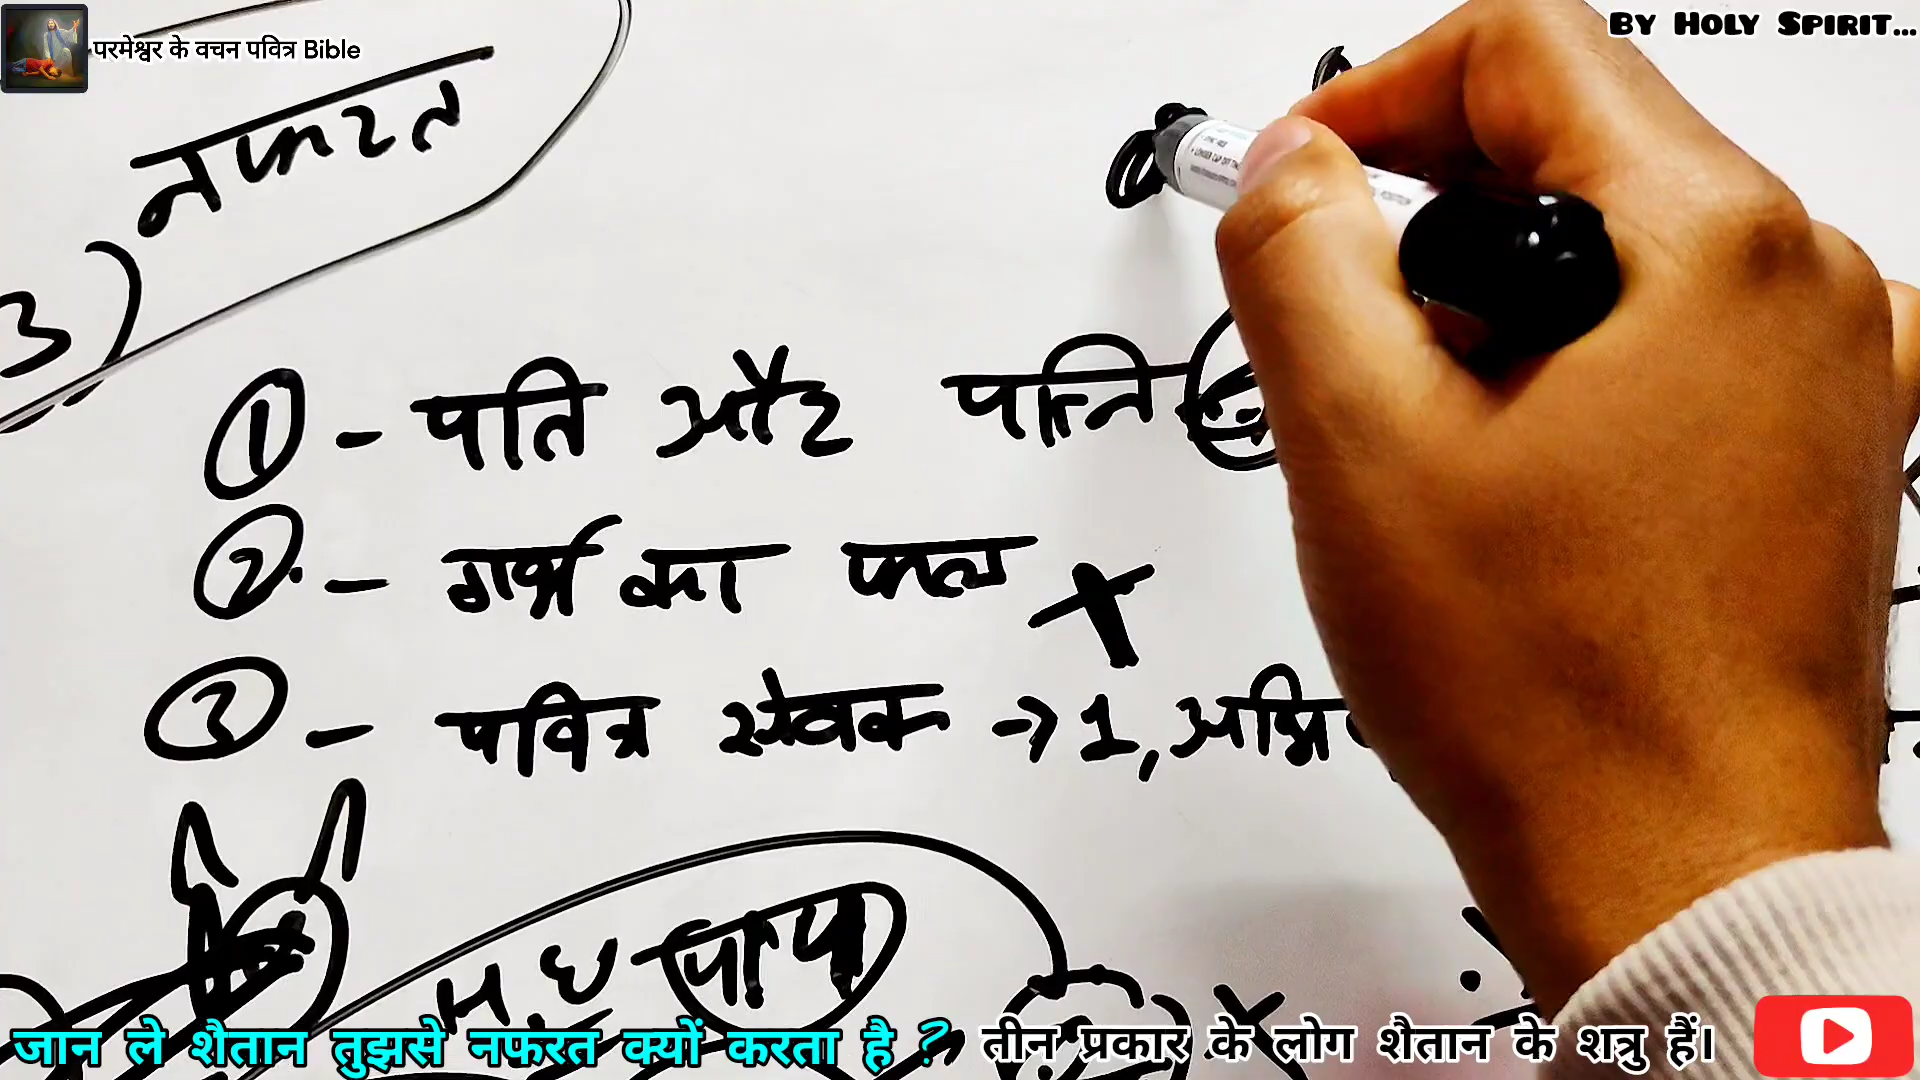 By Holy Spirit...
परमेश्वर के वचन पवित्र Bible
नफरत
3)
① - पति और पत्नि
② - गर्भ का फल X
③ - पवित्र सेवक → 1, अभि
पाप
जान ले शैतान तुझसे नफरत क्यों करता है ? तीन प्रकार के लोग शैतान के शत्रु हैं।